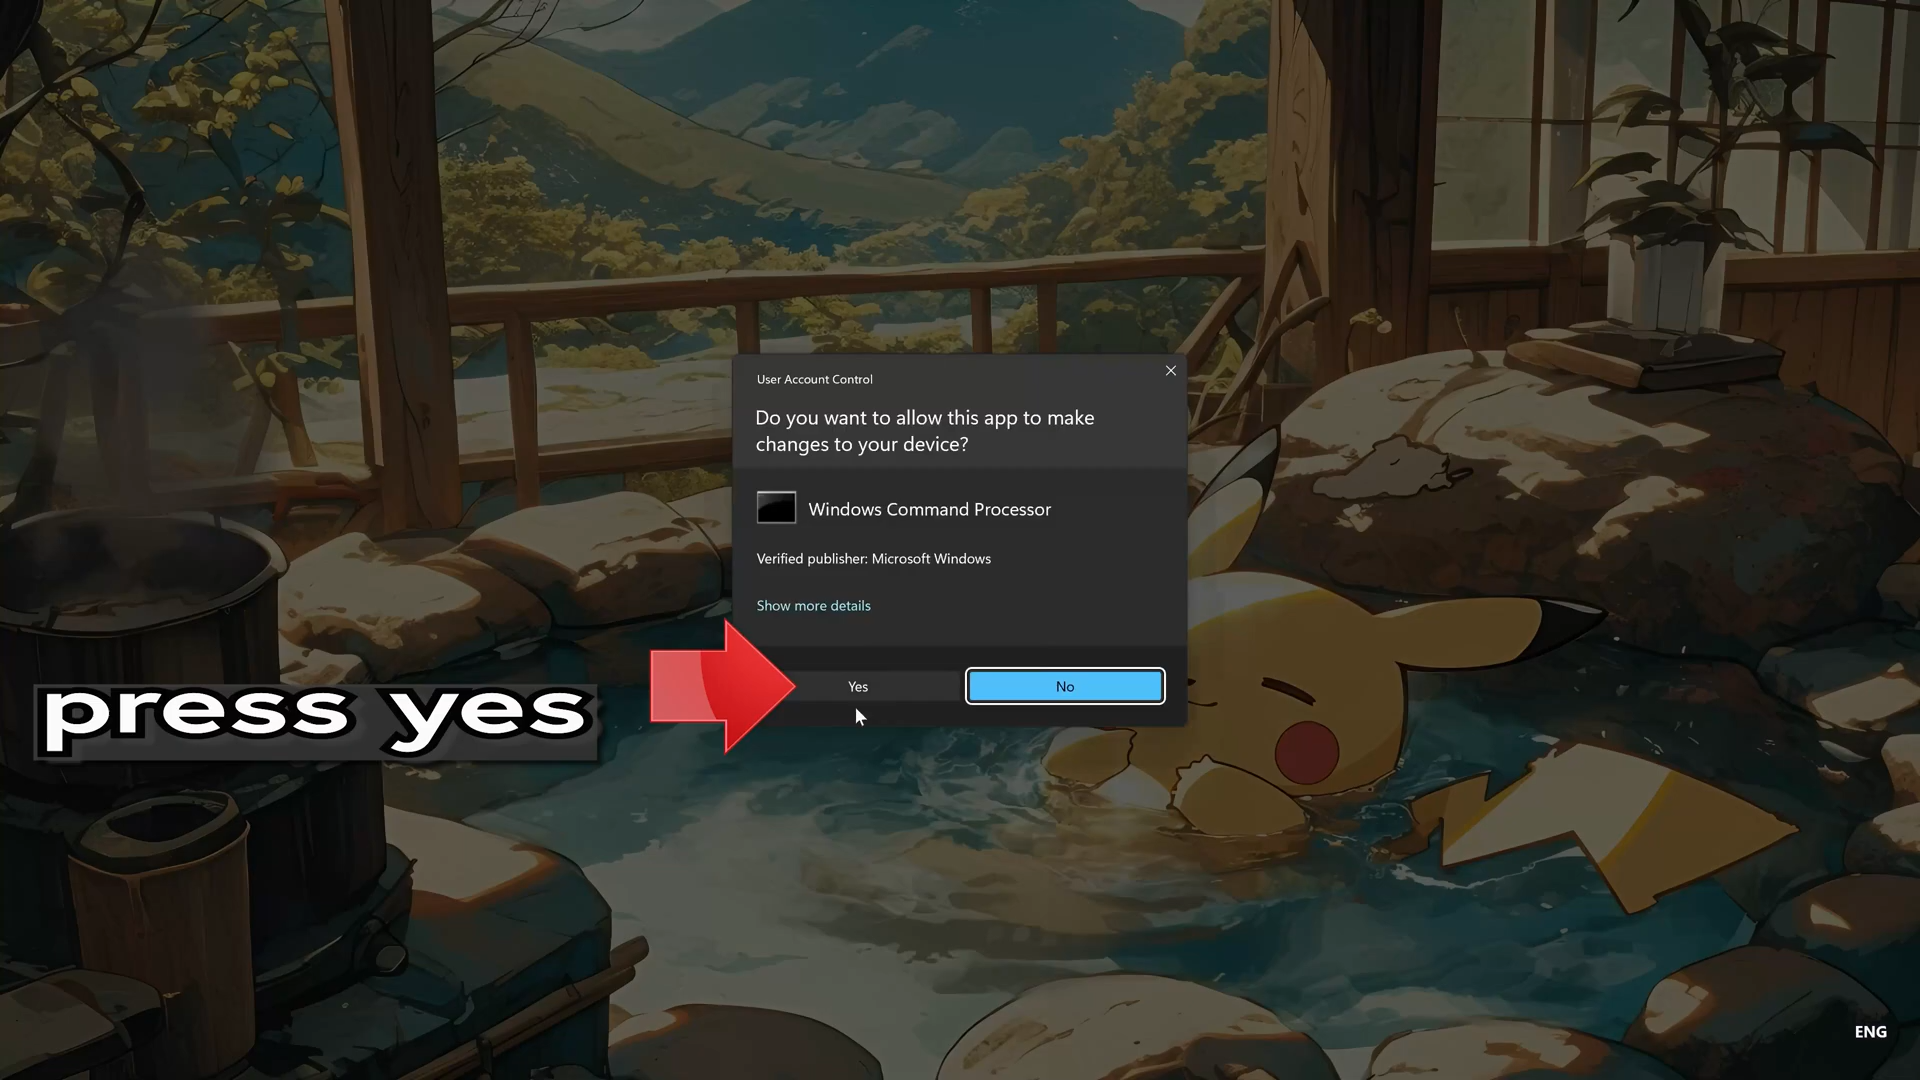 User Account Control
Do you want to allow this app to make
changes to your device?
Windows Command Processor
Verified publisher: Microsoft Windows
Show more details
Yes
No
press yes
ENG